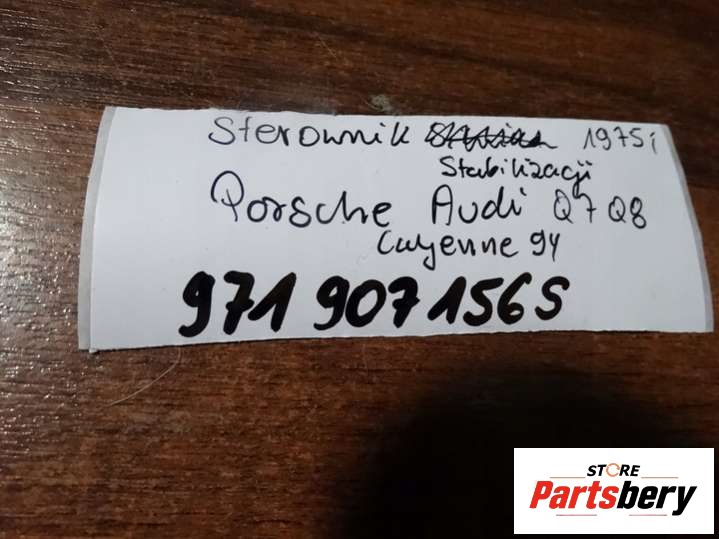 Sterownik 1975i
Stabilizacji
Porsche Audi Q7 Q8
Cayenne 9Y
971 907 156 S
STORE
Partsbery